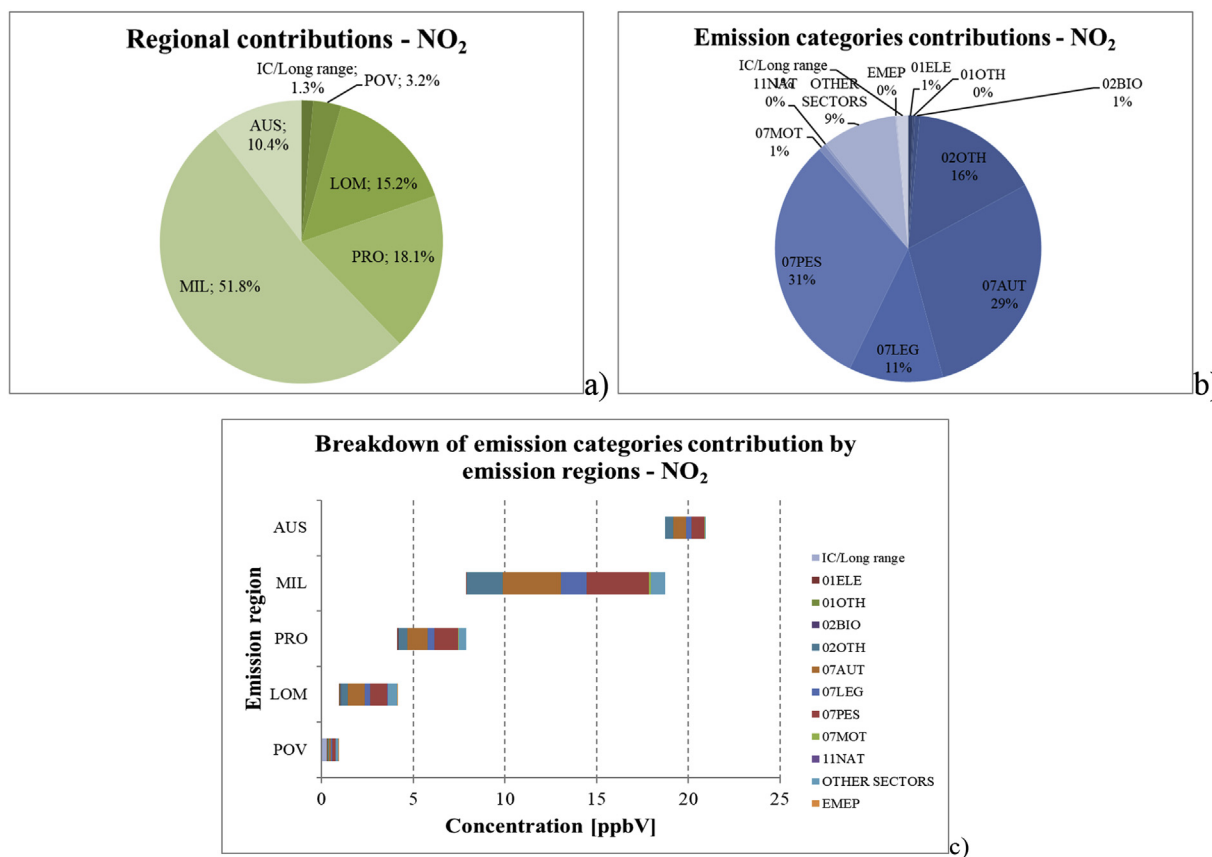 Regional contributions - NO₂
IC/Long range;
1.3%
POV; 3.2%
AUS;
10.4%
LOM; 15.2%
PRO; 18.1%
MIL; 51.8%
a)
Emission categories contributions - NO₂
IC/Long range
1%
11NAT
0%
OTHER
SECTORS
9%
EMEP
0%
01ELE
1%
01OTH
0%
02BIO
1%
07MOT
1%
02OTH
16%
07PES
31%
07AUT
29%
07LEG
11%
b)
Breakdown of emission categories contribution by
emission regions - NO₂
Emission region
AUS
MIL
PRO
LOM
POV
0 5 10 15 20 25
Concentration [ppbV]
IC/Long range
01ELE
01OTH
02BIO
02OTH
07AUT
07LEG
07PES
07MOT
11NAT
OTHER SECTORS
EMEP
c)